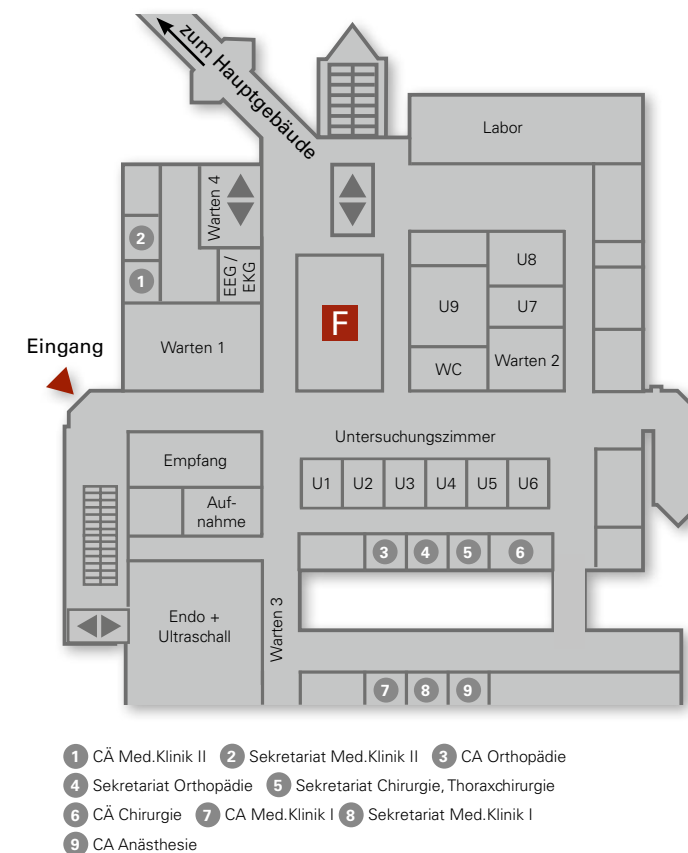 zum Hauptgebäude
Labor
Warten 4
2
1
EEG /
EKG
U8
U9
U7
F
Eingang
Warten 1
WC
Warten 2
Untersuchungszimmer
Empfang
U1 U2 U3 U4 U5 U6
Auf-
nahme
3 4 5 6
Endo +
Ultraschall
Warten 3
7 8 9
1 CÄ Med.Klinik II 2 Sekretariat Med.Klinik II 3 CA Orthopädie
4 Sekretariat Orthopädie 5 Sekretariat Chirurgie, Thoraxchirurgie
6 CÄ Chirurgie 7 CA Med.Klinik I 8 Sekretariat Med.Klinik I
9 CA Anästhesie